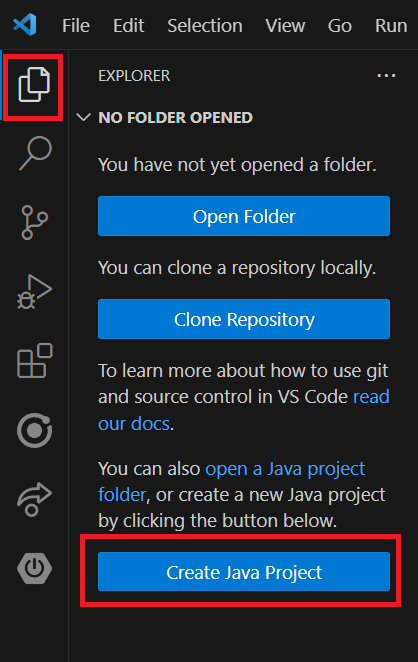 File Edit Selection View Go Run
EXPLORER
NO FOLDER OPENED
You have not yet opened a folder.
Open Folder
You can clone a repository locally.
Clone Repository
To learn more about how to use git
and source control in VS Code read
our docs.
You can also open a Java project
folder, or create a new Java project
by clicking the button below.
Create Java Project